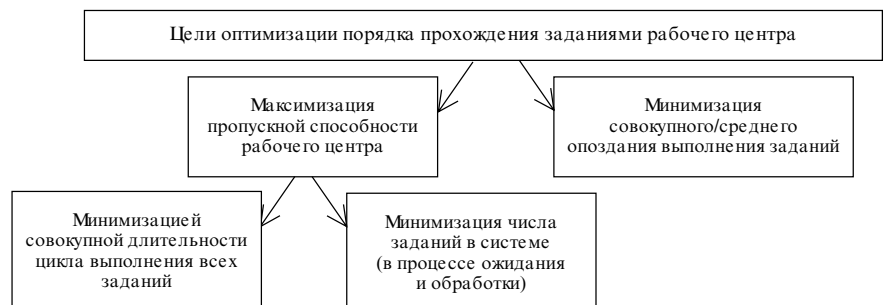 Цели оптимизации порядка прохождения заданиями рабочего центра
Максимизация
пропускной способности
рабочего центра
Минимизация
совокупного/среднего
опоздания выполнения заданий
Минимизацией
совокупной длительности
цикла выполнения всех
заданий
Минимизация числа
заданий в системе
(в процессе ожидания
и обработки)